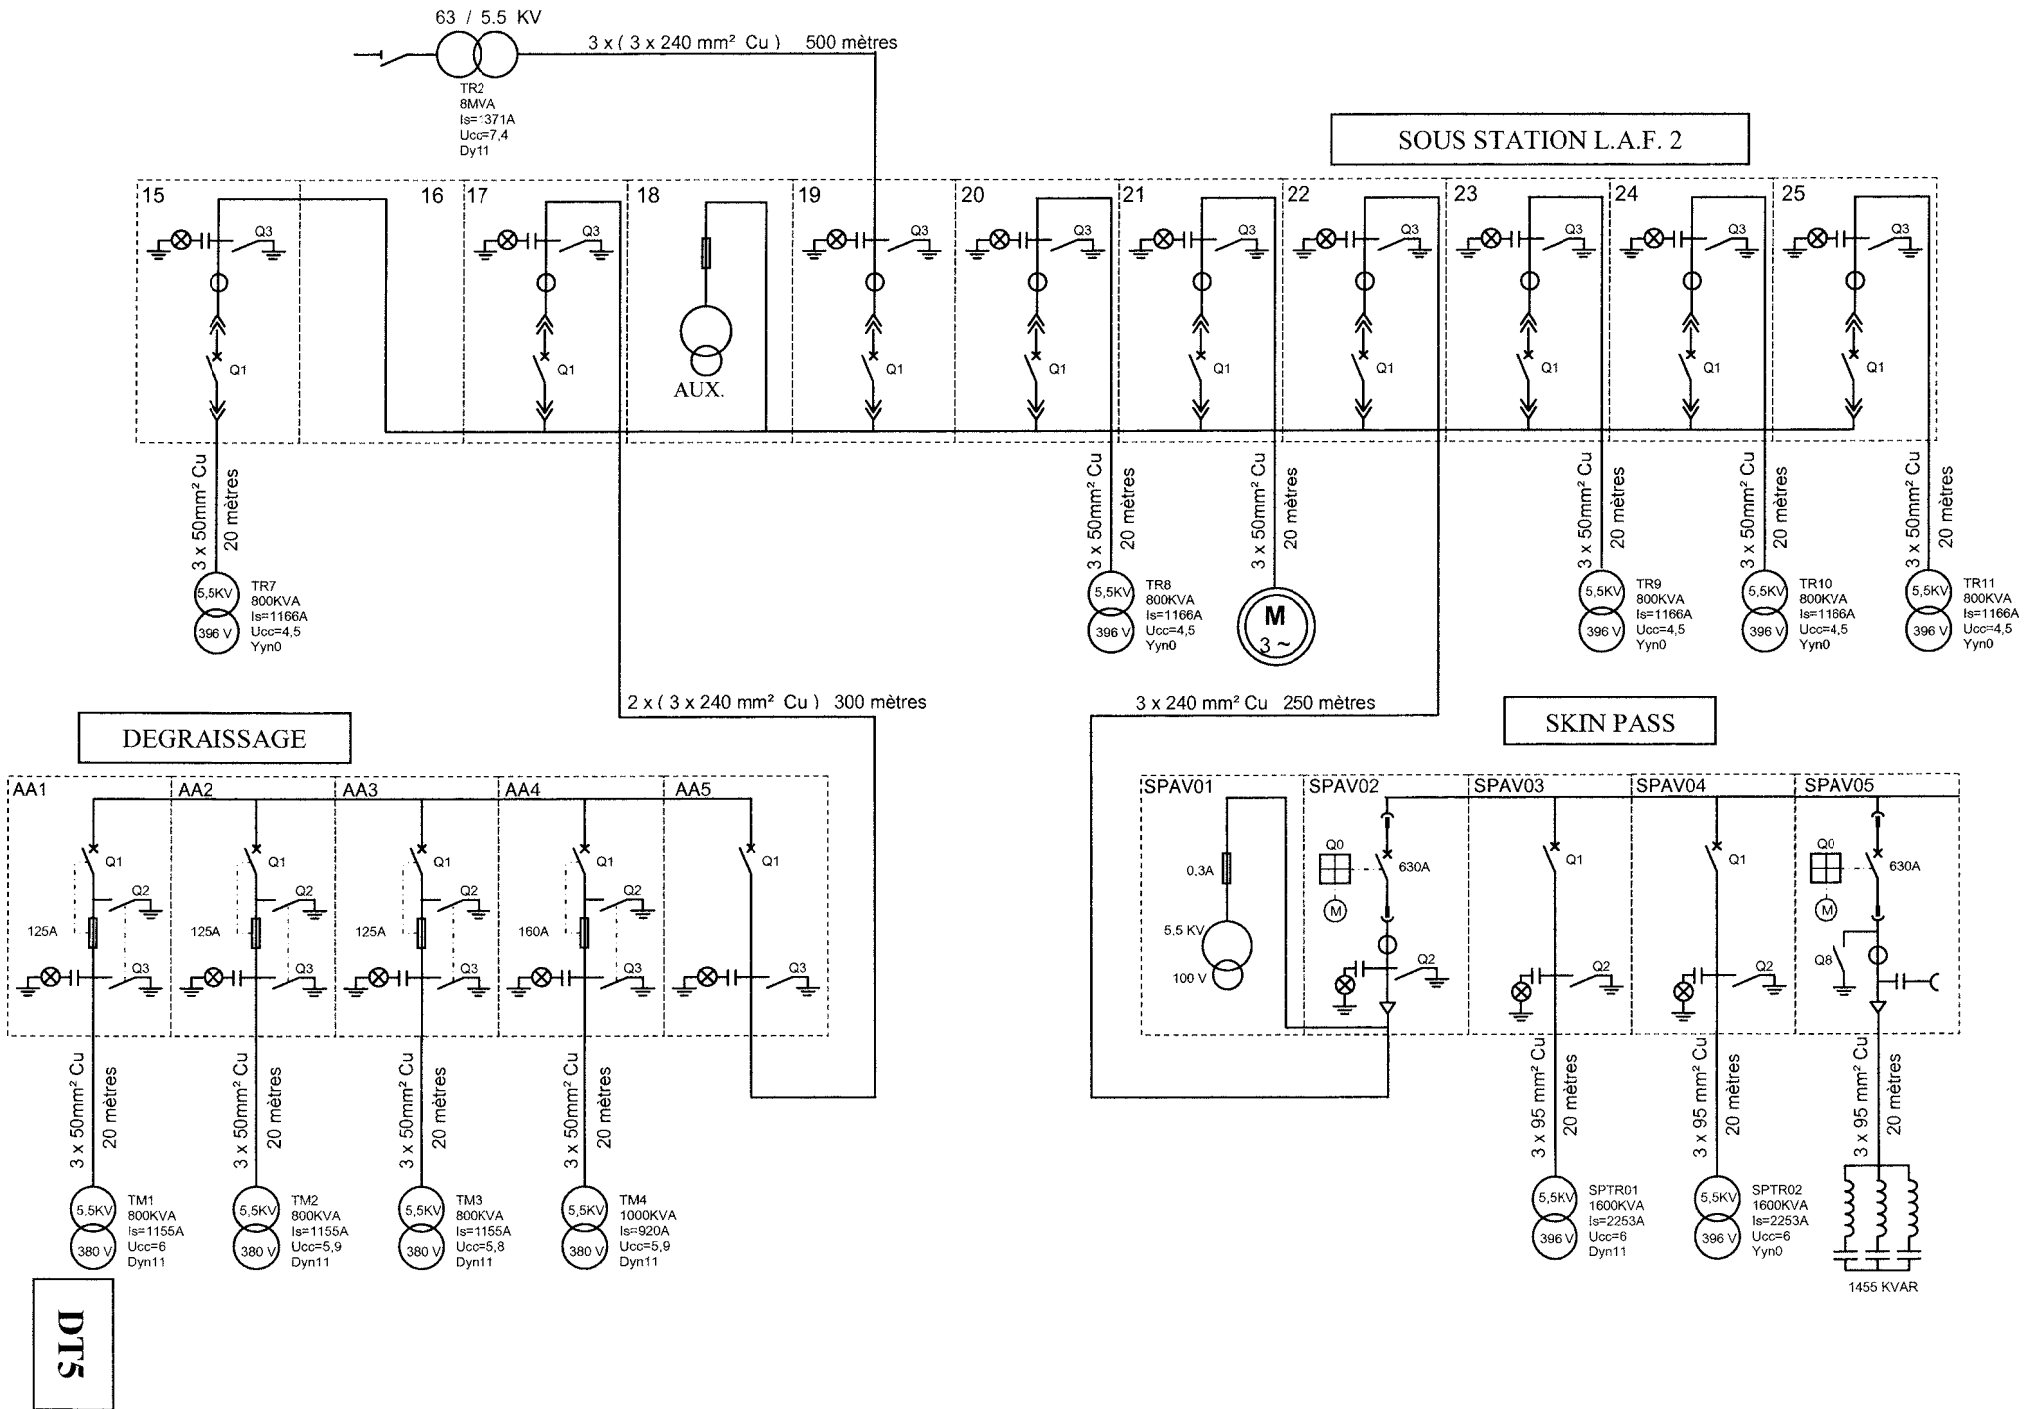 63 / 5.5 KV
3 x ( 3 x 240 mm² Cu ) 500 mètres
TR2
8MVA
Is=1371A
Ucc=7,4
Dy11
SOUS STATION L.A.F. 2
15
16
17
18
19
20
21
22
23
24
25
Q3
Q3
Q3
Q3
Q3
Q3
Q3
Q3
Q3
Q1
Q1
Q1
Q1
Q1
Q1
Q1
Q1
Q1
AUX.
3 x 50mm² Cu
20 mètres
3 x 50mm² Cu
20 mètres
3 x 50mm² Cu
20 mètres
3 x 50mm² Cu
20 mètres
3 x 50mm² Cu
20 mètres
3 x 50mm² Cu
20 mètres
5,5KV
396 V
TR7
800KVA
Is=1166A
Ucc=4,5
Yyn0
5,5KV
396 V
TR8
800KVA
Is=1166A
Ucc=4,5
Yyn0
M
3 ~
5,5KV
396 V
TR9
800KVA
Is=1166A
Ucc=4,5
Yyn0
5,5KV
396 V
TR10
800KVA
Is=1166A
Ucc=4,5
Yyn0
5,5KV
396 V
TR11
800KVA
Is=1166A
Ucc=4,5
Yyn0
2 x ( 3 x 240 mm² Cu ) 300 mètres
3 x 240 mm² Cu 250 mètres
DEGRAISSAGE
SKIN PASS
AA1
AA2
AA3
AA4
AA5
Q1
Q1
Q1
Q1
Q1
Q2
Q2
Q2
Q2
125A
125A
125A
160A
Q3
Q3
Q3
Q3
Q3
SPAV01
SPAV02
SPAV03
SPAV04
SPAV05
0.3A
5.5 KV
100 V
Q0
630A
M
Q2
Q1
Q2
Q1
Q2
Q0
630A
M
Q8
3 x 50mm² Cu
20 mètres
3 x 50mm² Cu
20 mètres
3 x 50mm² Cu
20 mètres
3 x 50mm² Cu
20 mètres
3 x 95 mm² Cu
20 mètres
3 x 95 mm² Cu
20 mètres
3 x 95 mm² Cu
20 mètres
5,5KV
380 V
TM1
800KVA
Is=1155A
Ucc=6
Dyn11
5,5KV
380 V
TM2
800KVA
Is=1155A
Ucc=5,9
Dyn11
5,5KV
380 V
TM3
800KVA
Is=1155A
Ucc=5,8
Dyn11
5,5KV
380 V
TM4
1000KVA
Is=920A
Ucc=5,9
Dyn11
5,5KV
396 V
SPTR01
1600KVA
Is=2253A
Ucc=6
Dyn11
5,5KV
396 V
SPTR02
1600KVA
Is=2253A
Ucc=6
Yyn0
1455 KVAR
DT5